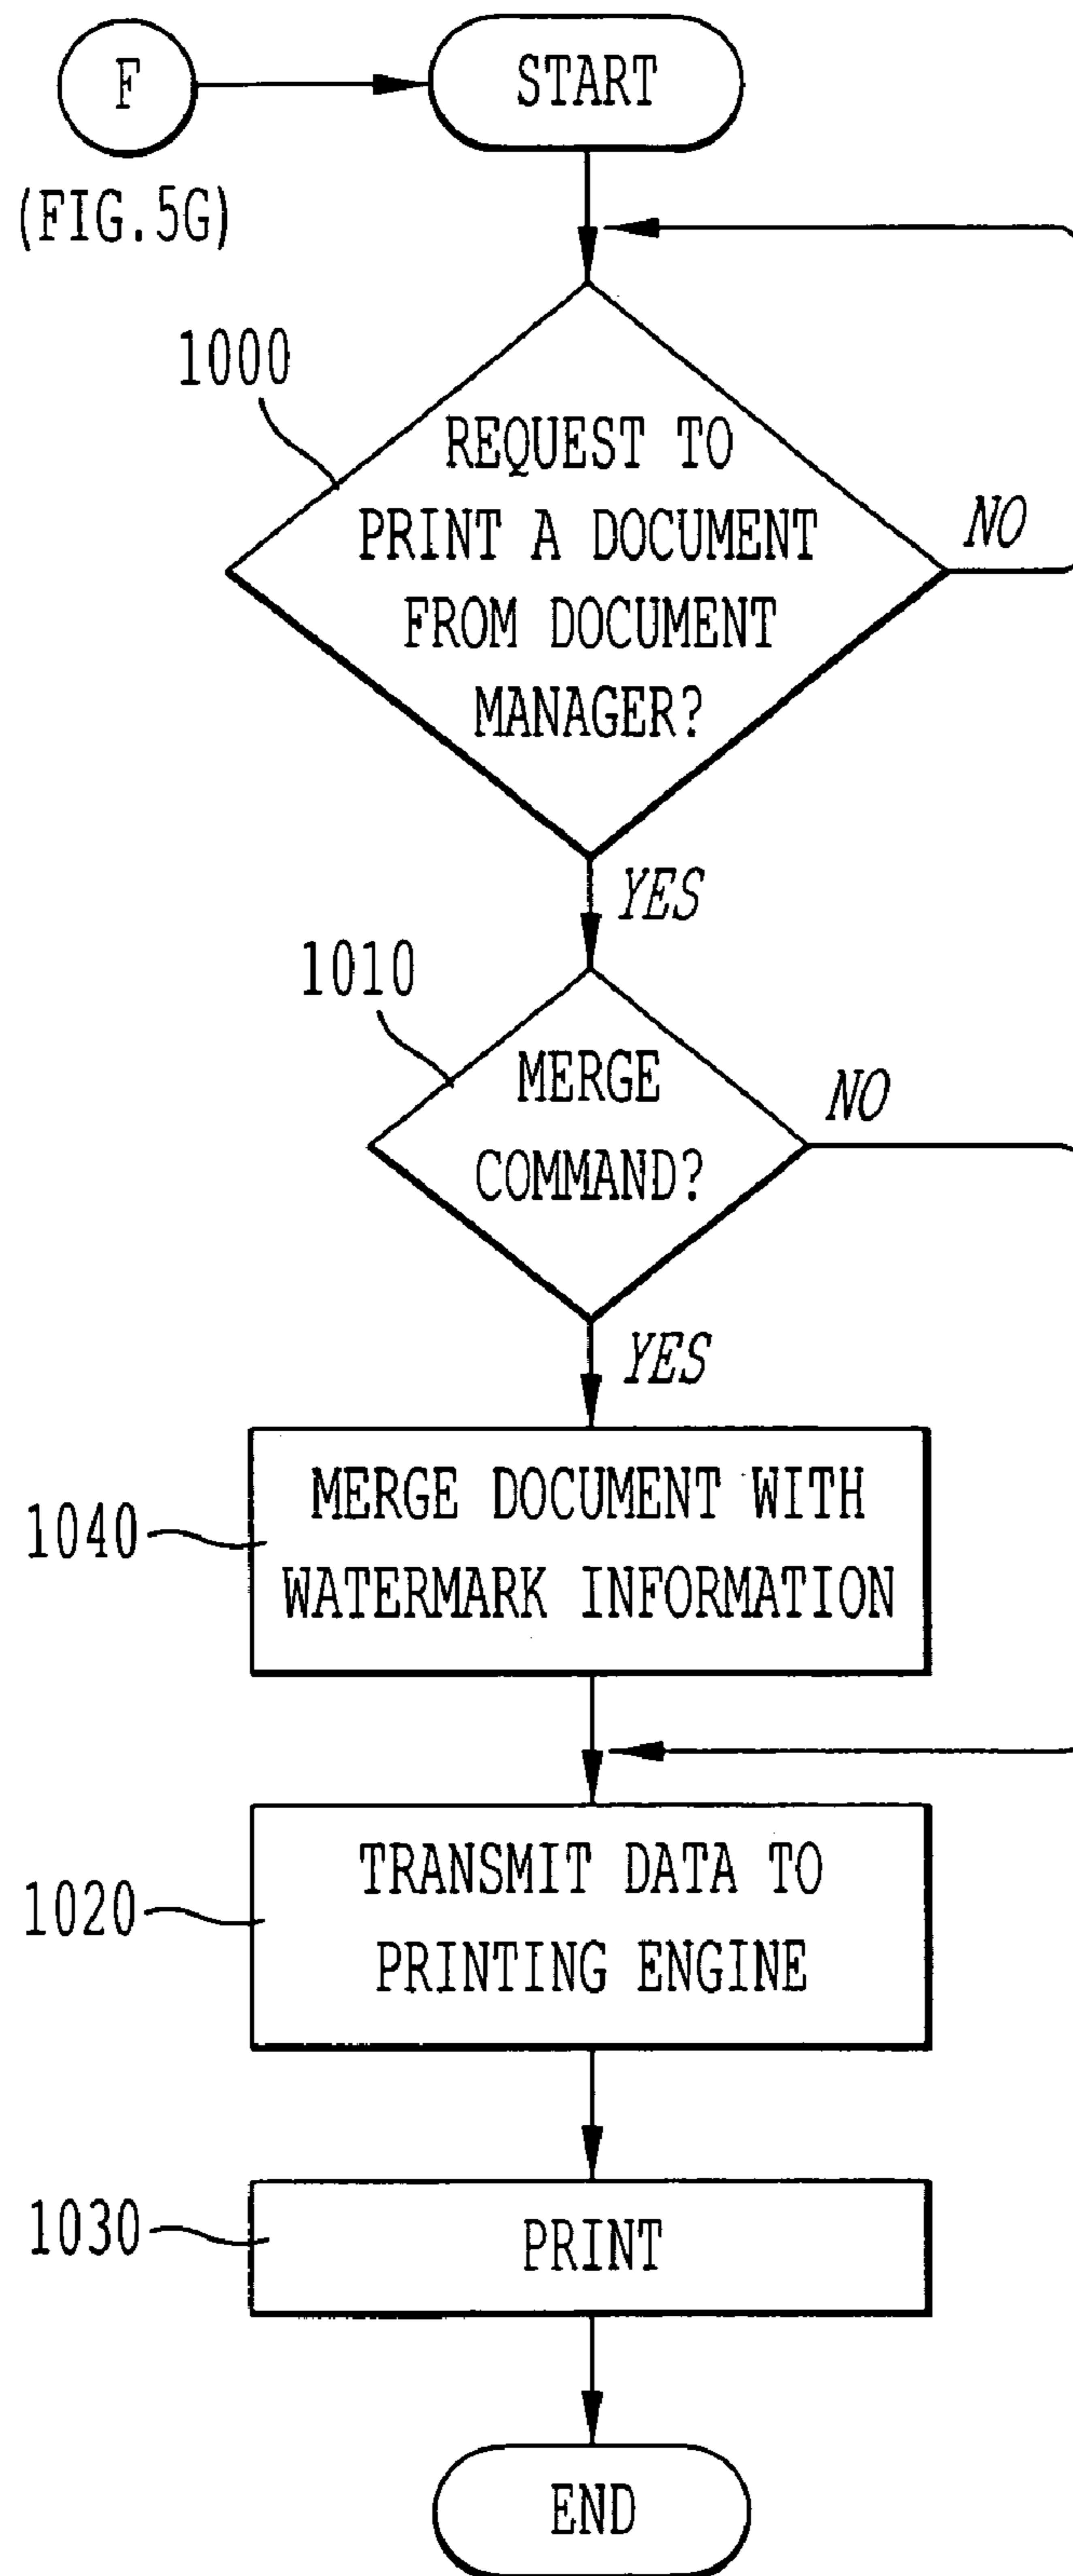 F
START
(FIG.5G)
1000
REQUEST TO
PRINT A DOCUMENT
FROM DOCUMENT
MANAGER?
NO
YES
1010
MERGE
COMMAND?
NO
YES
1040
MERGE DOCUMENT WITH
WATERMARK INFORMATION
1020
TRANSMIT DATA TO
PRINTING ENGINE
1030
PRINT
END